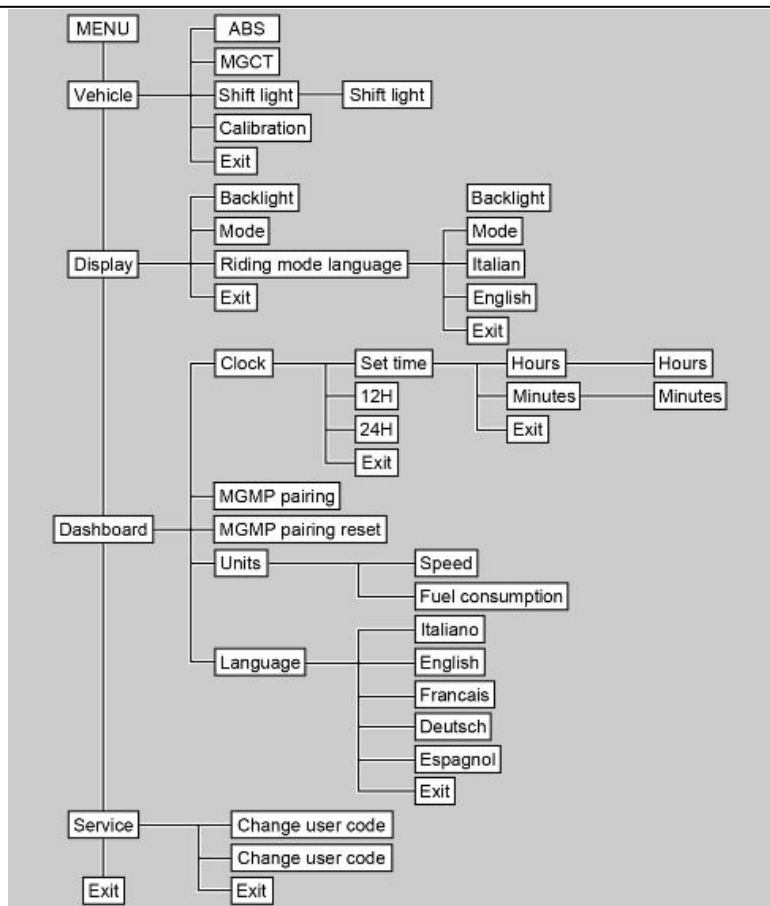 MENU
ABS
MGCT
Vehicle
Shift light
Shift light
Calibration
Exit
Backlight
Backlight
Mode
Mode
Display
Riding mode language
Italian
Exit
English
Exit
Clock
Set time
Hours
Hours
12H
Minutes
Minutes
24H
Exit
Exit
MGMP pairing
Dashboard
MGMP pairing reset
Units
Speed
Fuel consumption
Italiano
Language
English
Francais
Deutsch
Espagnol
Exit
Service
Change user code
Change user code
Exit
Exit